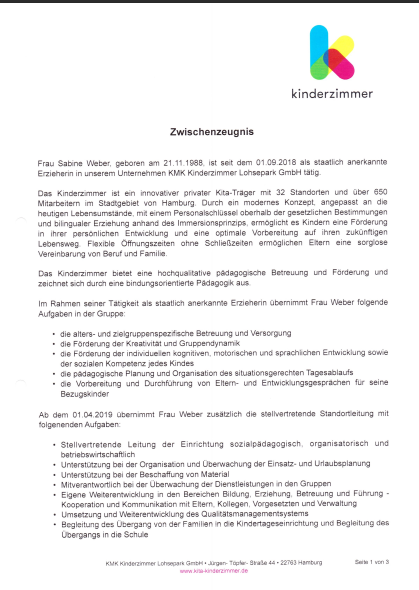 kinderzimmer
Zwischenzeugnis
Frau Sabine Weber, geboren am 21.11.1988, ist seit dem 01.09.2018 als staatlich anerkannte
Erzieherin in unserem Unternehmen KMK Kinderzimmer Lohsepark GmbH tätig.
Das Kinderzimmer ist ein innovativer privater Kita-Träger mit 32 Standorten und über 650
Mitarbeitern im Stadtgebiet von Hamburg. Durch ein modernes Konzept, angepasst an die
heutigen Lebensumstände, mit einem Personalschlüssel oberhalb der gesetzlichen Bestimmungen
und bilingualer Erziehung anhand des Immersionsprinzips, ermöglicht es Kindern eine Förderung
in ihrer persönlichen Entwicklung und eine optimale Vorbereitung auf ihren zukünftigen
Lebensweg. Flexible Öffnungszeiten ohne Schließzeiten ermöglichen Eltern eine sorglose
Vereinbarung von Beruf und Familie.
Das Kinderzimmer bietet eine hochqualitative pädagogische Betreuung und Förderung und
zeichnet sich durch eine bindungsorientierte Pädagogik aus.
Im Rahmen seiner Tätigkeit als staatlich anerkannte Erzieherin übernimmt Frau Weber folgende
Aufgaben in der Gruppe:
• die alters- und zielgruppenspezifische Betreuung und Versorgung
• die Förderung der Kreativität und Gruppendynamik
• die Förderung der individuellen kognitiven, motorischen und sprachlichen Entwicklung sowie
der sozialen Kompetenz jedes Kindes
• die pädagogische Planung und Organisation des situationsgerechten Tagesablaufs
• die Vorbereitung und Durchführung von Eltern- und Entwicklungsgesprächen für seine
Bezugskinder
Ab dem 01.04.2019 übernimmt Frau Weber zusätzlich die stellvertretende Standortleitung mit
folgenden Aufgaben:
• Stellvertretende Leitung der Einrichtung sozialpädagogisch, organisatorisch und
betriebswirtschaftlich
• Unterstützung bei der Organisation und Überwachung der Einsatz- und Urlaubsplanung
• Unterstützung bei der Beschaffung von Material
• Mitverantwortlich bei der Überwachung der Dienstleistungen in den Gruppen
• Eigene Weiterentwicklung in den Bereichen Bildung, Erziehung, Betreuung und Führung -
Kooperation und Kommunikation mit Eltern, Kollegen, Vorgesetzten und Verwaltung
• Umsetzung und Weiterentwicklung des Qualitätsmanagementsystems
• Begleitung des Übergang von der Familien in die Kindertageseinrichtung und Begleitung des
Übergangs in die Schule
KMK Kinderzimmer Lohsepark GmbH • Jürgen- Töpfer- Straße 44 • 22763 Hamburg
Seite 1 von 3
www.kita-kinderzimmer.de